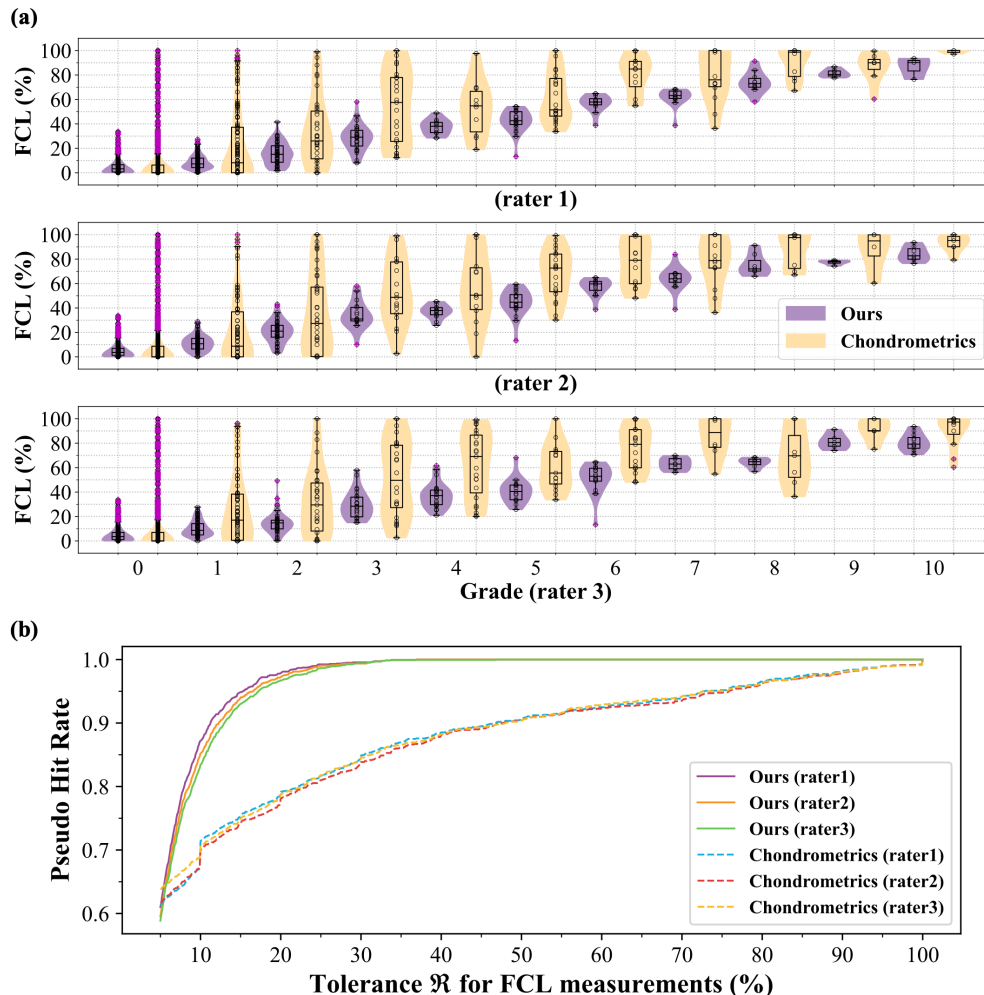 (a)
FCL (%)
100
80
60
40
20
0
(rater 1)
FCL (%)
100
80
60
40
20
0
Ours
Chondrometrics
(rater 2)
FCL (%)
100
80
60
40
20
0
0 1 2 3 4 5 6 7 8 9 10
Grade (rater 3)
(b)
Pseudo Hit Rate
1.0
0.9
0.8
0.7
0.6
Ours (rater1)
Ours (rater2)
Ours (rater3)
Chondrometrics (rater1)
Chondrometrics (rater2)
Chondrometrics (rater3)
10 20 30 40 50 60 70 80 90 100
Tolerance ℜ for FCL measurements (%)